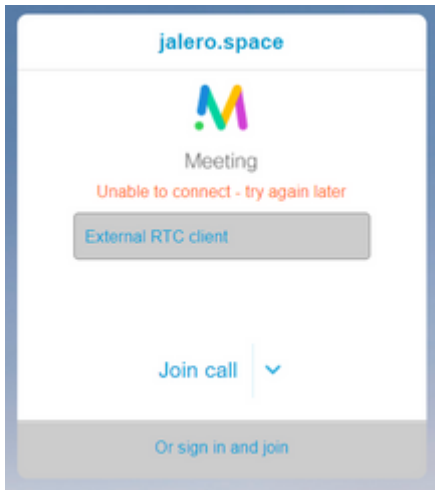 jalero.space
Meeting
Unable to connect - try again later
External RTC client
Join call
Or sign in and join